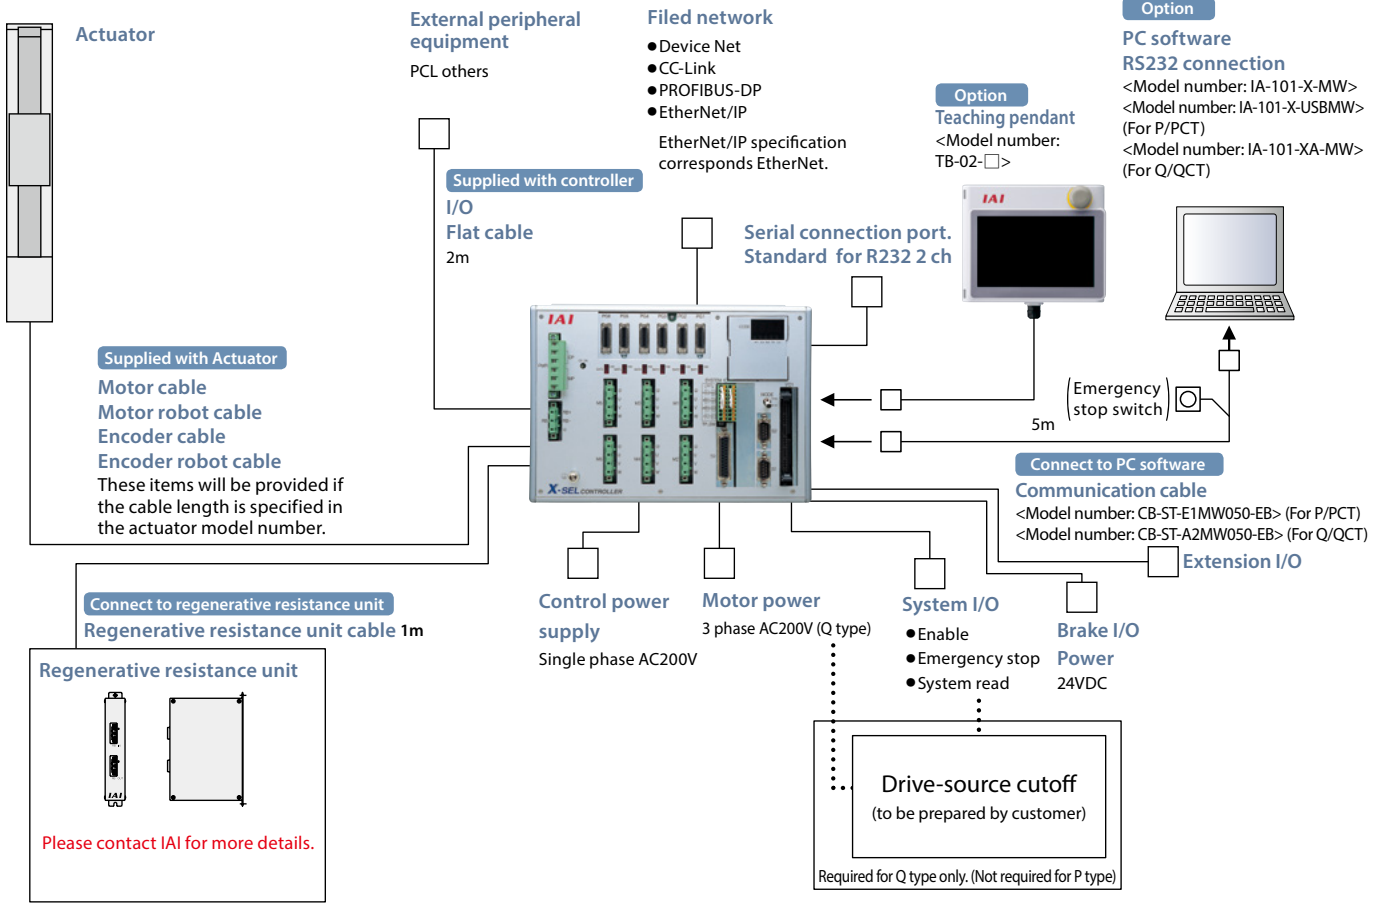 Actuator
External peripheral
equipment
PCL others
Filed network
●Device Net
●CC-Link
●PROFIBUS-DP
●EtherNet/IP
EtherNet/IP specification
corresponds EtherNet.
Option
PC software
RS232 connection
<Model number: IA-101-X-MW>
<Model number: IA-101-X-USBMW>
(For P/PCT)
<Model number: IA-101-XA-MW>
(For Q/QCT)
Option
Teaching pendant
<Model number:
TB-02-□>
IAI
Supplied with controller
I/O
Flat cable
2m
Serial connection port.
Standard for R232 2 ch
IAI
X-SEL CONTROLLER
Supplied with Actuator
Motor cable
Motor robot cable
Encoder cable
Encoder robot cable
These items will be provided if
the cable length is specified in
the actuator model number.
(Emergency
stop switch)
5m
Connect to PC software
Communication cable
<Model number: CB-ST-E1MW050-EB> (For P/PCT)
<Model number: CB-ST-A2MW050-EB> (For Q/QCT)
Extension I/O
Connect to regenerative resistance unit
Regenerative resistance unit cable 1m
Regenerative resistance unit
IAI
Please contact IAI for more details.
Control power
supply
Single phase AC200V
Motor power
3 phase AC200V (Q type)
System I/O
●Enable
●Emergency stop
●System read
Brake I/O
Power
24VDC
Drive-source cutoff
(to be prepared by customer)
Required for Q type only. (Not required for P type)